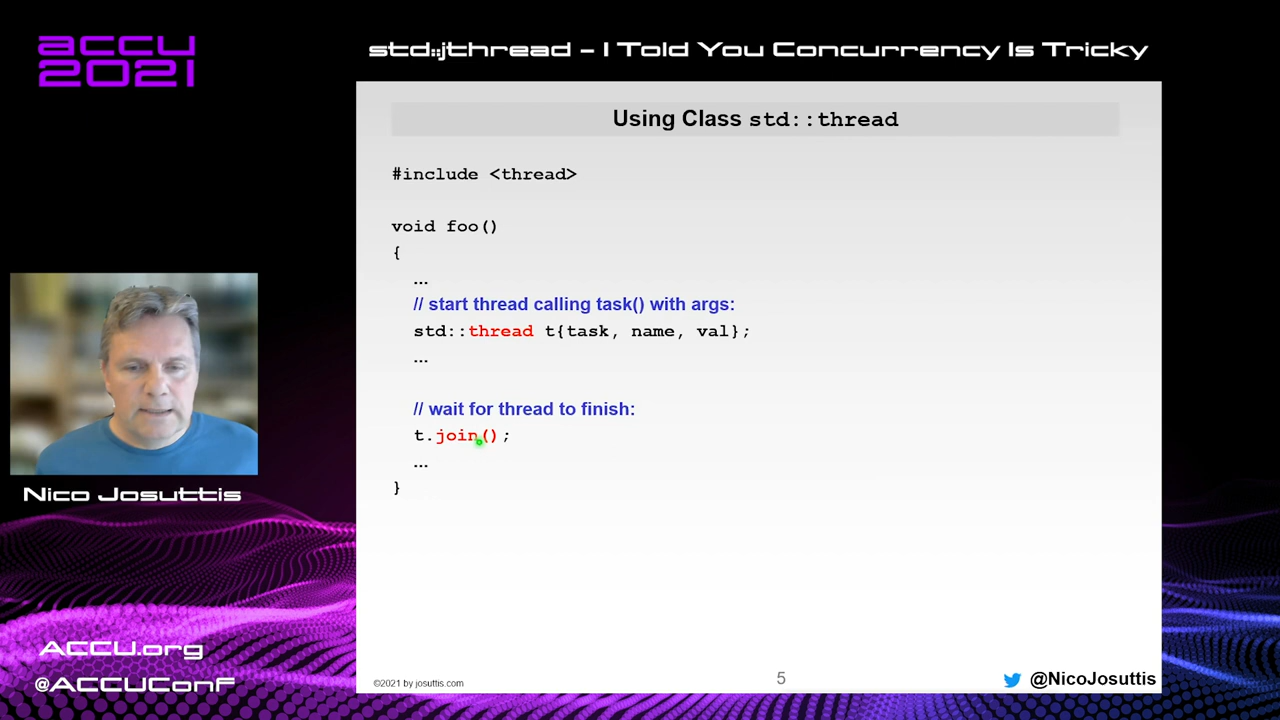 accu
2021
std::jthread – I Told You Concurrency Is Tricky
Using Class std::thread
#include <thread>
void foo()
{
...
// start thread calling task() with args:
std::thread t{task, name, val};
...
// wait for thread to finish:
t.join();
...
}
Nico Josuttis
ACCU.org
@ACCUConf
©2021 by josuttis.com
5
@NicoJosuttis